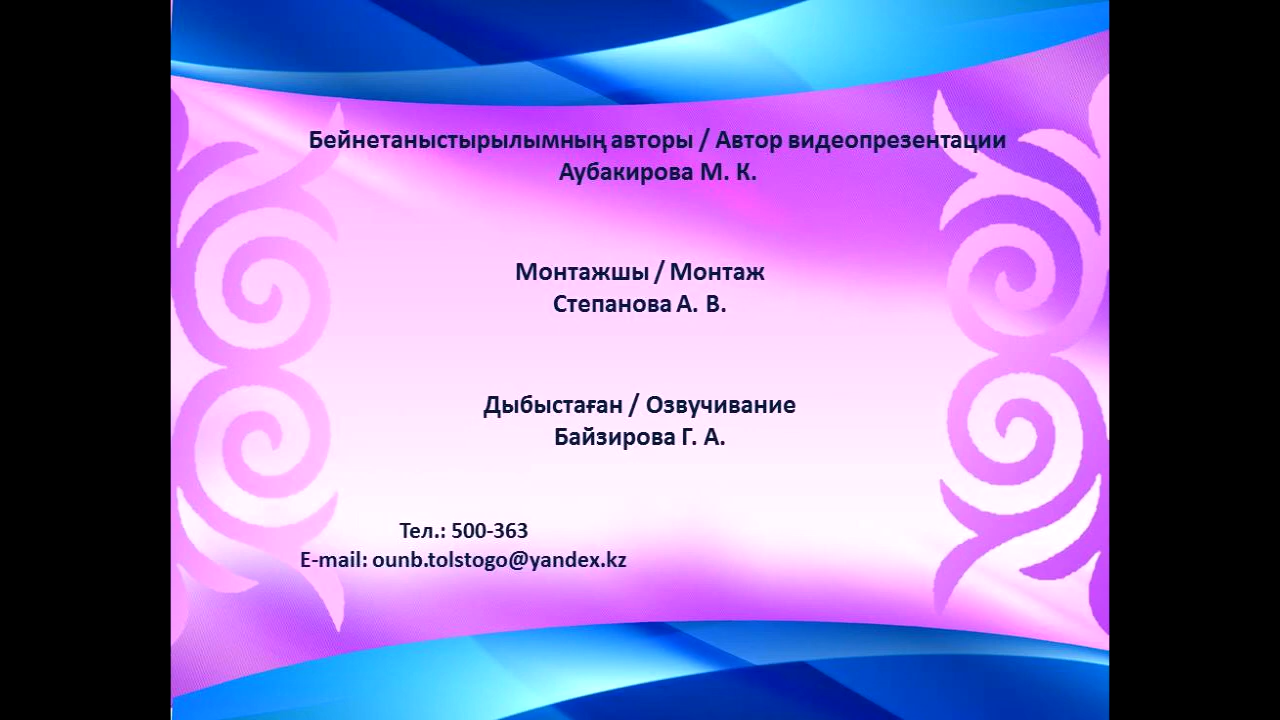 Бейнетаныстырылымның авторы / Автор видеопрезентации
Аубакирова М. К.
Монтажшы / Монтаж
Степанова А. В.
Дыбыстаған / Озвучивание
Байзирова Г. А.
Тел.: 500-363
E-mail: ounb.tolstogo@yandex.kz